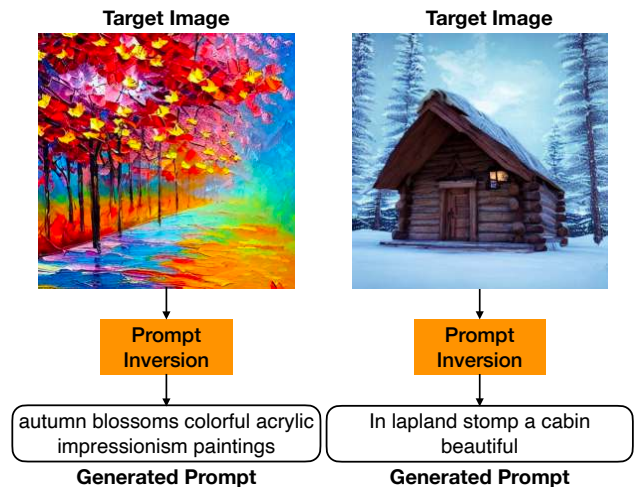 Target Image
Prompt
Inversion
autumn blossoms colorful acrylic
impressionism paintings
Generated Prompt
Target Image
Prompt
Inversion
In lapland stomp a cabin
beautiful
Generated Prompt